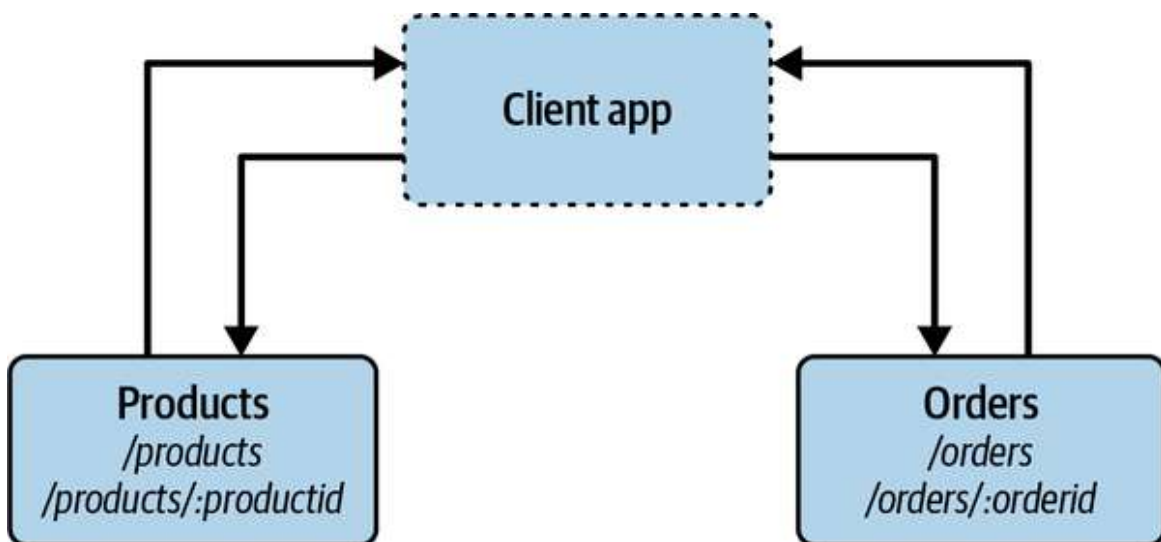 Client app
Products
/products
/products/:productid
Orders
/orders
/orders/:orderid